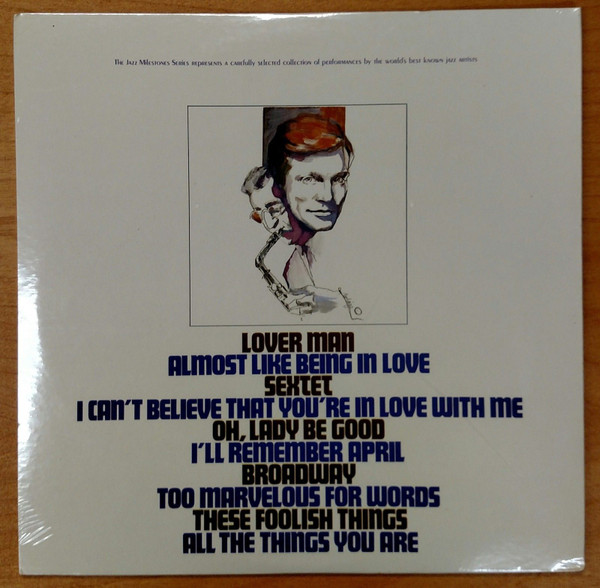 The Jazz Milestones Series represents a carefully selected collection of performances by the world's best known jazz artists
LOVER MAN
ALMOST LIKE BEING IN LOVE
SEXTET
I CAN'T BELIEVE THAT YOU'RE IN LOVE WITH ME
OH, LADY BE GOOD
I'LL REMEMBER APRIL
BROADWAY
TOO MARVELOUS FOR WORDS
THESE FOOLISH THINGS
ALL THE THINGS YOU ARE